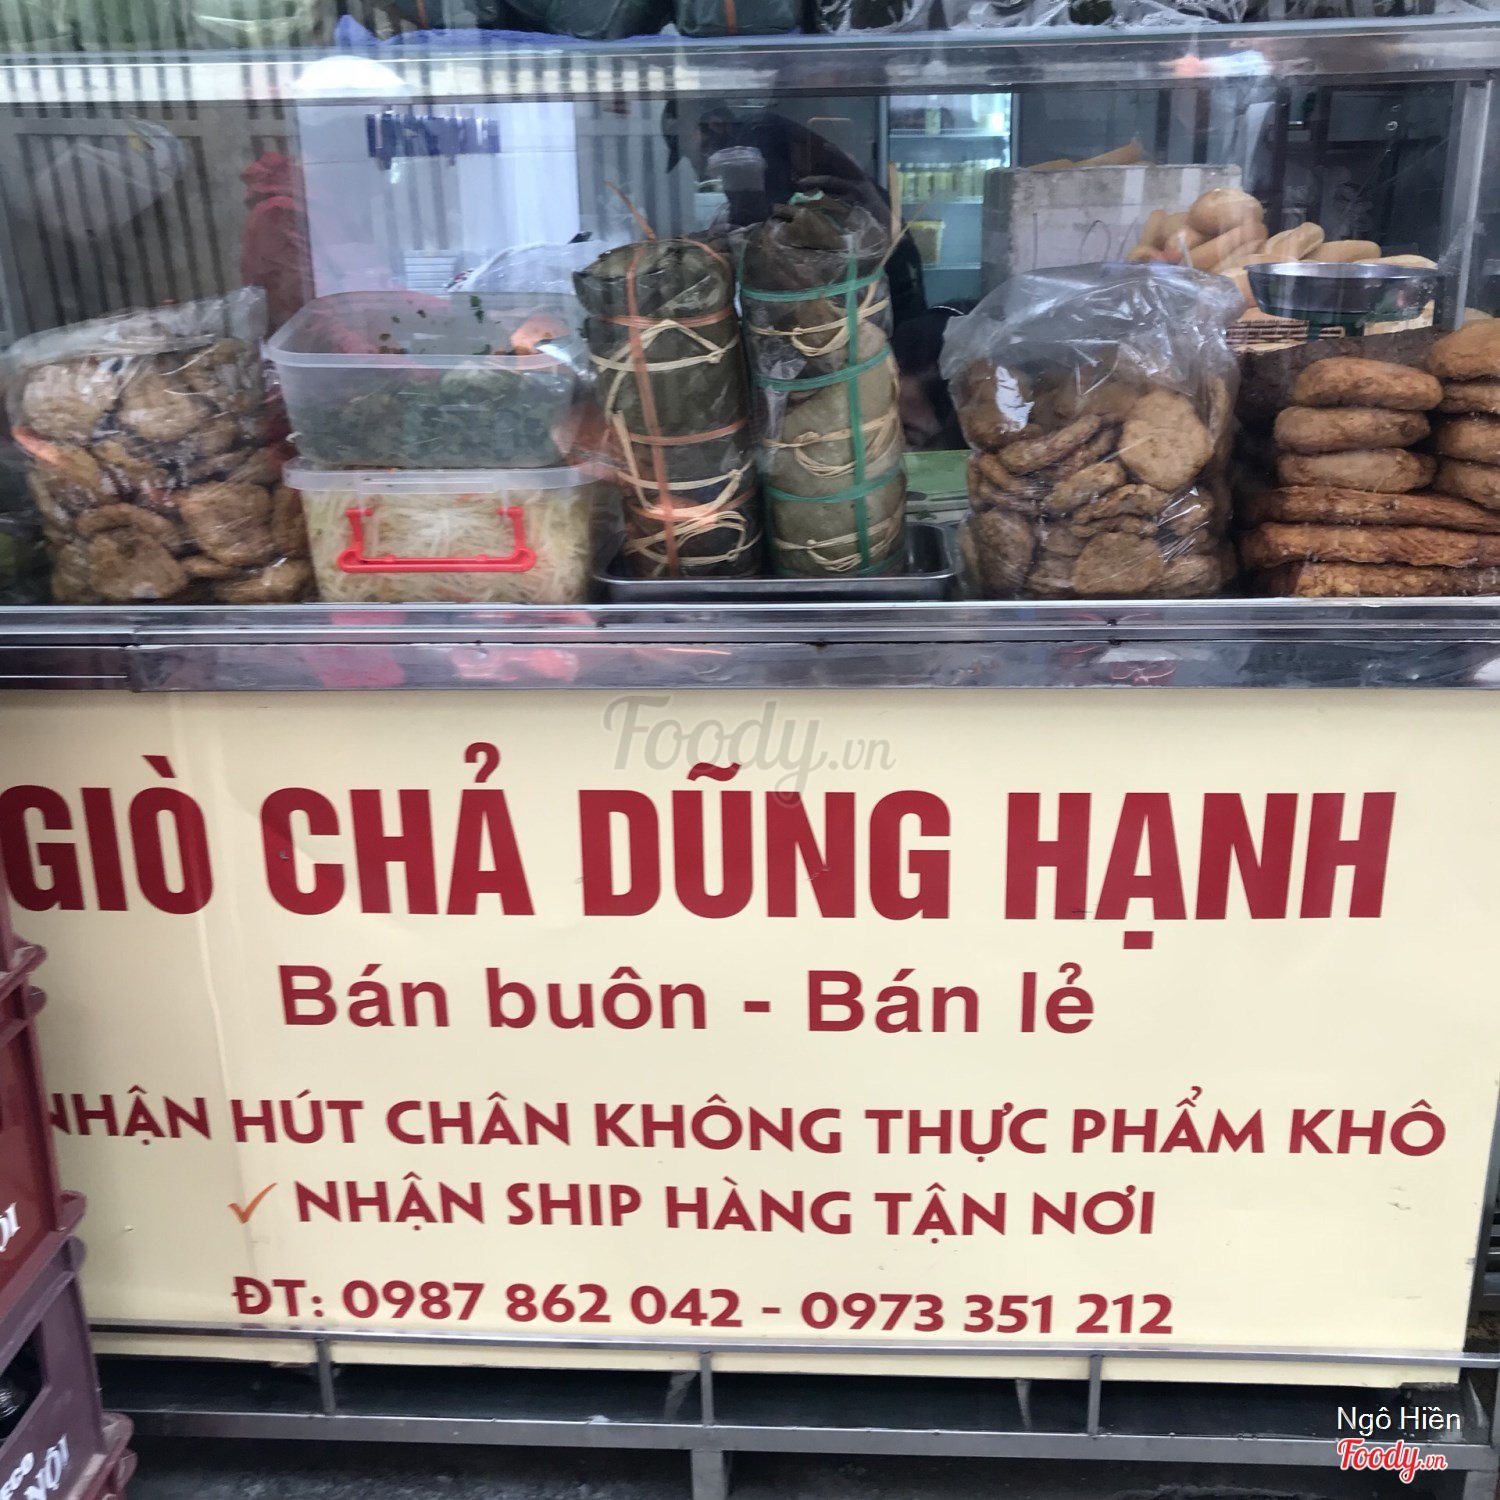 Foody.vn
GIÒ CHẢ DŨNG HẠNH
Bán buôn - Bán lẻ
NHẬN HÚT CHÂN KHÔNG THỰC PHẨM KHÔ
NHẬN SHIP HÀNG TẬN NƠI
ĐT: 0987 862 042 - 0973 351 212
Ngô Hiền
Foody.vn